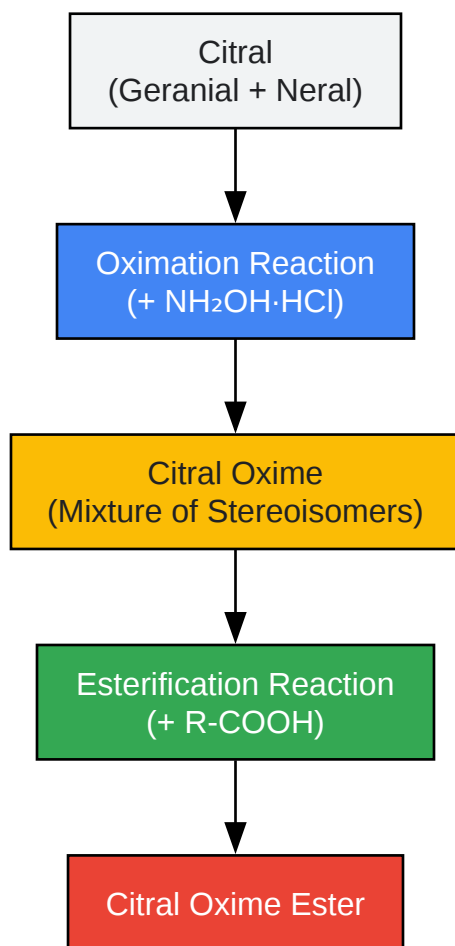 Citral
(Geranial + Neral)
Oximation Reaction
(+ NH₂OH·HCl)
Citral Oxime
(Mixture of Stereoisomers)
Esterification Reaction
(+ R-COOH)
Citral Oxime Ester